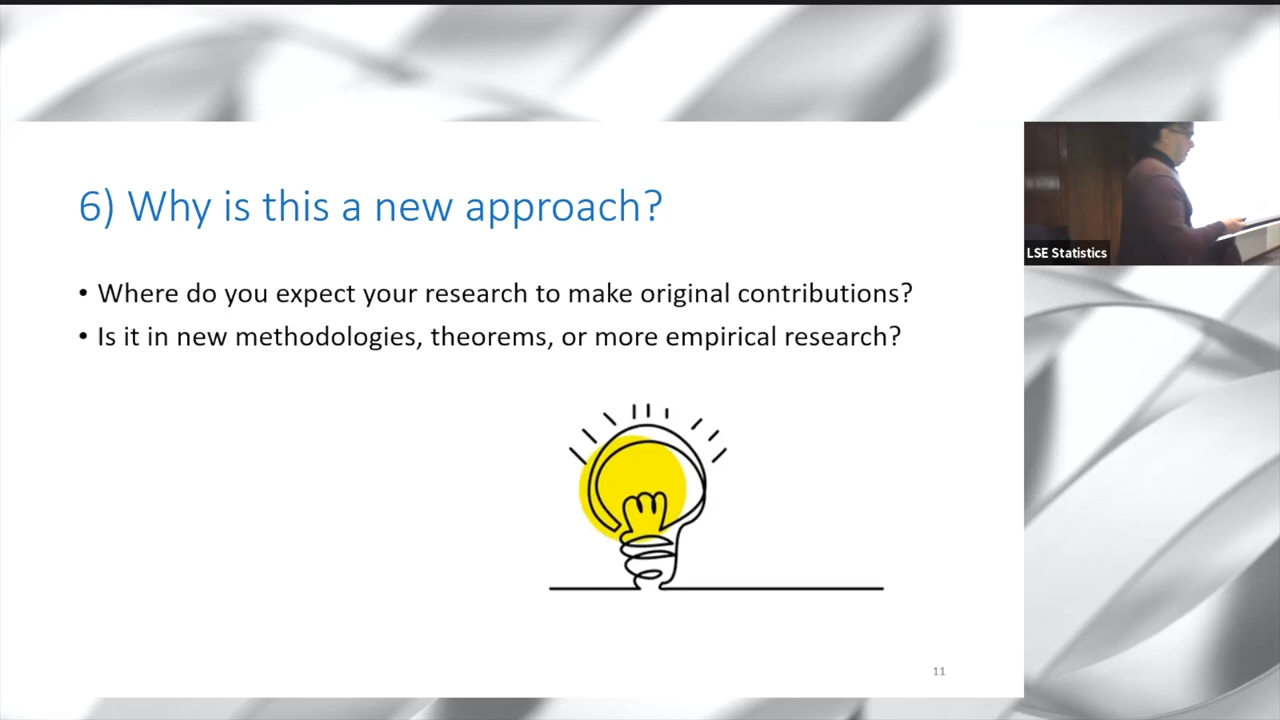 6) Why is this a new approach?
• Where do you expect your research to make original contributions?
• Is it in new methodologies, theorems, or more empirical research?
LSE Statistics
11